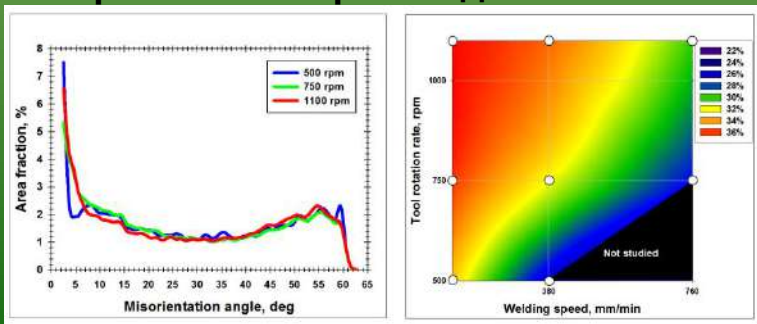 Area fraction, %
8
7
6
5
4
3
2
1
0
500 rpm
750 rpm
1100 rpm
0 5 10 15 20 25 30 35 40 45 50 55 60 65
Misorientation angle, deg
Tool rotation rate, rpm
1000
750
500
Not studied
380 760
Welding speed, mm/min
22%
24%
26%
28%
30%
32%
34%
36%